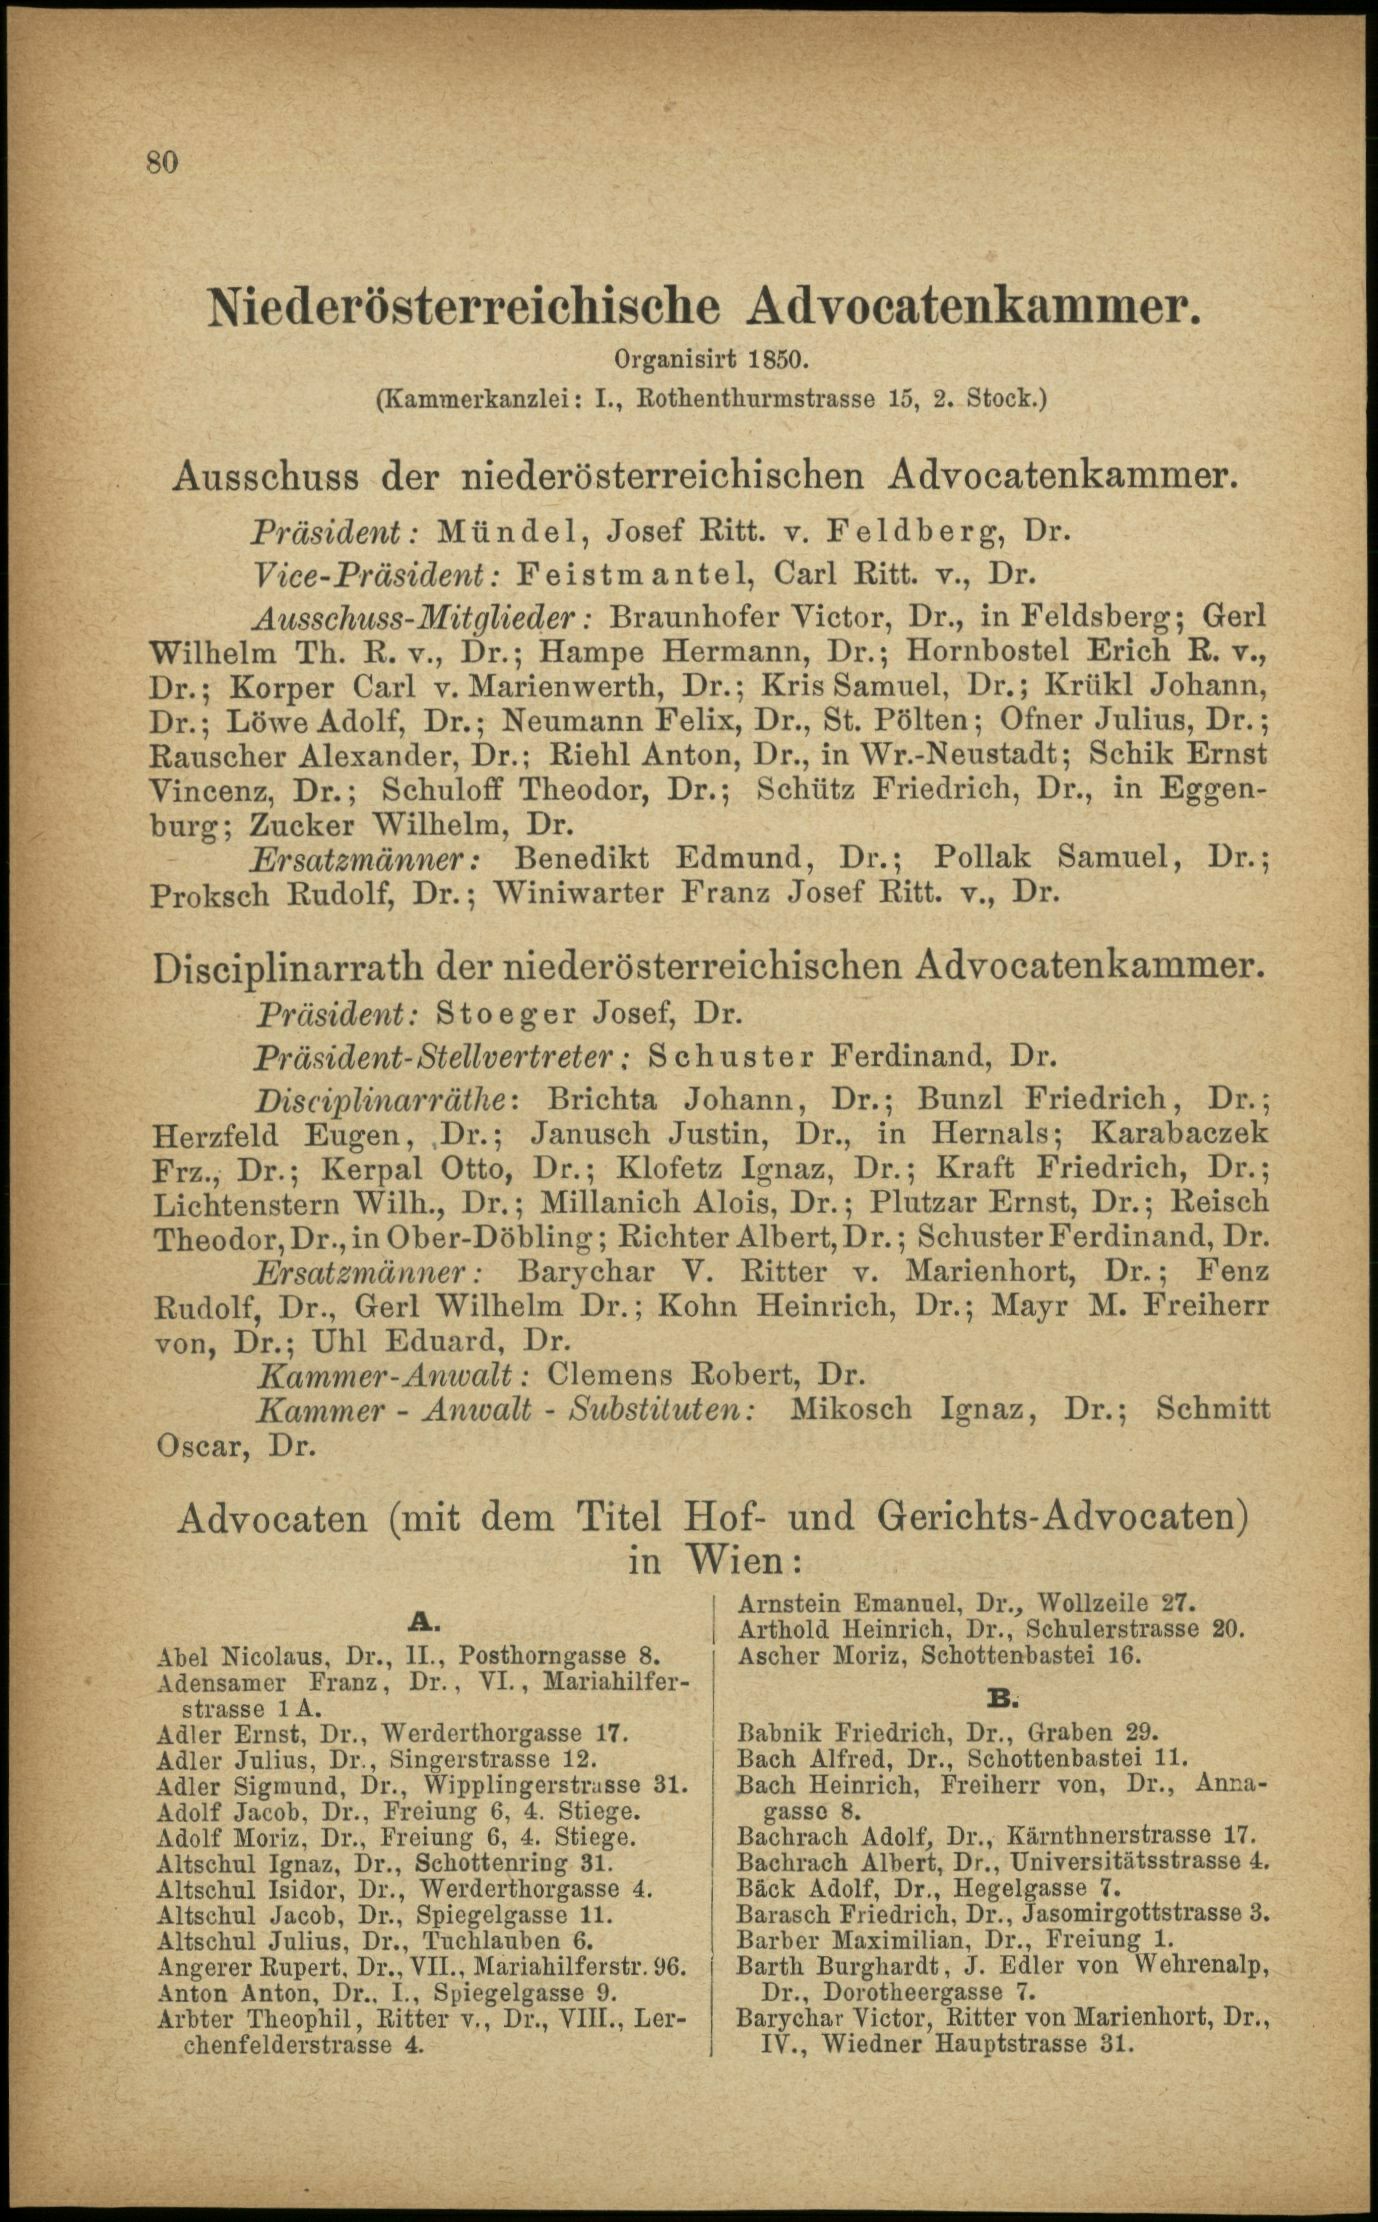 80
Niederösterreichische Advocatenkammer.
Organisirt 1850.
(Kammerkanzlei: I., Rothenthurmstrasse 15, 2. Stock.)
Ausschuss der niederösterreichischen Advocatenkammer.
Präsident: Mündel, Josef Ritt. v. Feldberg, Dr.
Vice-Präsident: Feistmantel, Carl Ritt. v., Dr.
Ausschuss-Mitglieder: Braunhofer Victor, Dr., in Feldsberg; Gerl
Wilhelm Th. R. v., Dr.; Hampe Hermann, Dr.; Hornbostel Erich R. v.,
Dr.; Korper Carl v. Marienwerth, Dr.; Kris Samuel, Dr.; Krükl Johann,
Dr.; Löwe Adolf, Dr.; Neumann Felix, Dr., St. Pölten; Ofner Julius, Dr.;
Rauscher Alexander, Dr.; Riehl Anton, Dr., in Wr.-Neustadt; Schik Ernst
Vincenz, Dr.; Schuloff Theodor, Dr.; Schütz Friedrich, Dr., in Eggen-
burg; Zucker Wilhelm, Dr.
Ersatzmänner: Benedikt Edmund, Dr.; Pollak Samuel, Dr.;
Proksch Rudolf, Dr.; Winiwarter Franz Josef Ritt. v., Dr.
Disciplinarrath der niederösterreichischen Advocatenkammer.
Präsident: Stoeger Josef, Dr.
Präsident-Stellvertreter: Schuster Ferdinand, Dr.
Disciplinarräthe: Brichta Johann, Dr.; Bunzl Friedrich, Dr.;
Herzfeld Eugen, Dr.; Janusch Justin, Dr., in Hernals; Karabaczek
Frz., Dr.; Kerpal Otto, Dr.; Klofetz Ignaz, Dr.; Kraft Friedrich, Dr.;
Lichtenstern Wilh., Dr.; Millanich Alois, Dr.; Plutzar Ernst, Dr.; Reisch
Theodor, Dr., in Ober-Döbling; Richter Albert, Dr.; Schuster Ferdinand, Dr.
Ersatzmänner: Barychar V. Ritter v. Marienhort, Dr.; Fenz
Rudolf, Dr., Gerl Wilhelm Dr.; Kohn Heinrich, Dr.; Mayr M. Freiherr
von, Dr.; Uhl Eduard, Dr.
Kammer-Anwalt: Clemens Robert, Dr.
Kammer - Anwalt - Substituten: Mikosch Ignaz, Dr.; Schmitt
Oscar, Dr.
Advocaten (mit dem Titel Hof- und Gerichts-Advocaten)
in Wien:
A.
Abel Nicolaus, Dr., II., Posthorngasse 8.
Adensamer Franz, Dr., VI., Mariahilfer-
strasse 1 A.
Adler Ernst, Dr., Werderthorgasse 17.
Adler Julius, Dr., Singerstrasse 12.
Adler Sigmund, Dr., Wipplingerstrasse 31.
Adolf Jacob, Dr., Freiung 6, 4. Stiege.
Adolf Moriz, Dr., Freiung 6, 4. Stiege.
Altschul Ignaz, Dr., Schottenring 31.
Altschul Isidor, Dr., Werderthorgasse 4.
Altschul Jacob, Dr., Spiegelgasse 11.
Altschul Julius, Dr., Tuchlauben 6.
Angerer Rupert, Dr., VII., Mariahilferstr. 96.
Anton Anton, Dr., I., Spiegelgasse 9.
Arbter Theophil, Ritter v., Dr., VIII., Ler-
chenfelderstrasse 4.
Arnstein Emanuel, Dr., Wollzeile 27.
Arthold Heinrich, Dr., Schulerstrasse 20.
Ascher Moriz, Schottenbastei 16.
B.
Babnik Friedrich, Dr., Graben 29.
Bach Alfred, Dr., Schottenbastei 11.
Bach Heinrich, Freiherr von, Dr., Anna-
gasse 8.
Bachrach Adolf, Dr., Kärnthnerstrasse 17.
Bachrach Albert, Dr., Universitätsstrasse 4.
Bäck Adolf, Dr., Hegelgasse 7.
Barasch Friedrich, Dr., Jasomirgottstrasse 3.
Barber Maximilian, Dr., Freiung 1.
Barth Burghardt, J. Edler von Wehrenalp,
Dr., Dorotheergasse 7.
Barychar Victor, Ritter von Marienhort, Dr.,
IV., Wiedner Hauptstrasse 31.